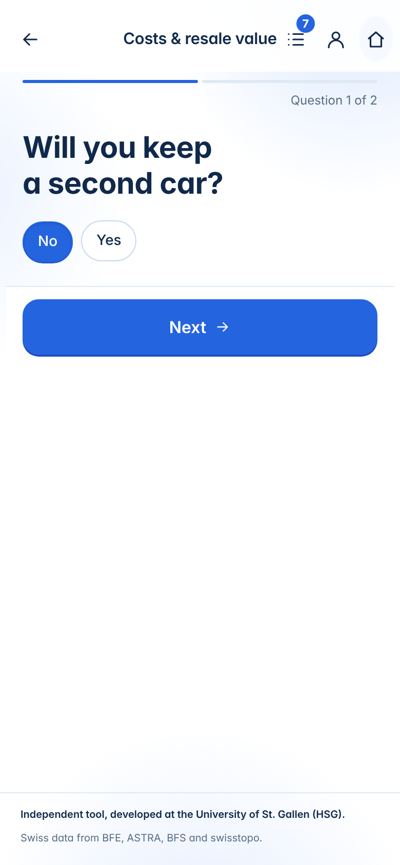 Costs & resale value
7
Question 1 of 2
Will you keep
a second car?
No
Yes
Next →
Independent tool, developed at the University of St. Gallen (HSG).
Swiss data from BFE, ASTRA, BFS and swisstopo.